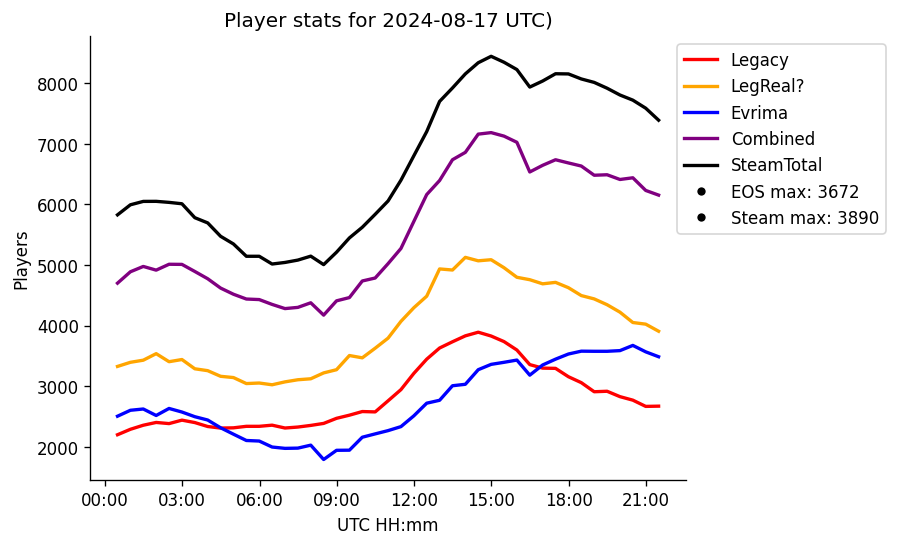 Player stats for 2024-08-17 UTC)
Legacy
LegReal?
Evrima
Combined
SteamTotal
EOS max: 3672
Steam max: 3890
Players
8000
7000
6000
5000
4000
3000
2000
00:00 03:00 06:00 09:00 12:00 15:00 18:00 21:00
UTC HH:mm